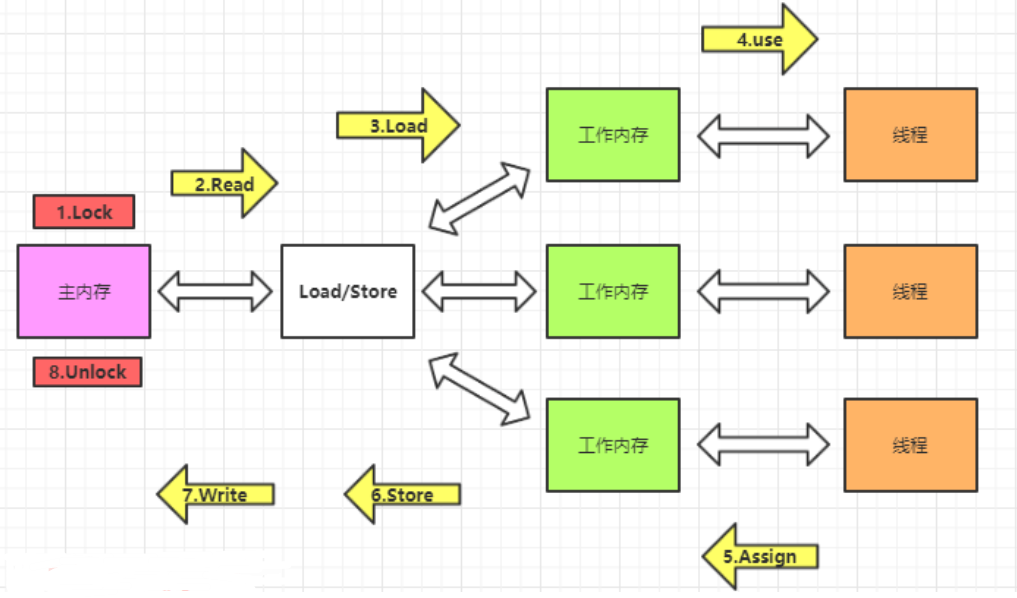 4.use
3.Load
工作内存
线程
2.Read
1.Lock
主内存
Load/Store
工作内存
线程
8.Unlock
工作内存
线程
7.Write
6.Store
5.Assign